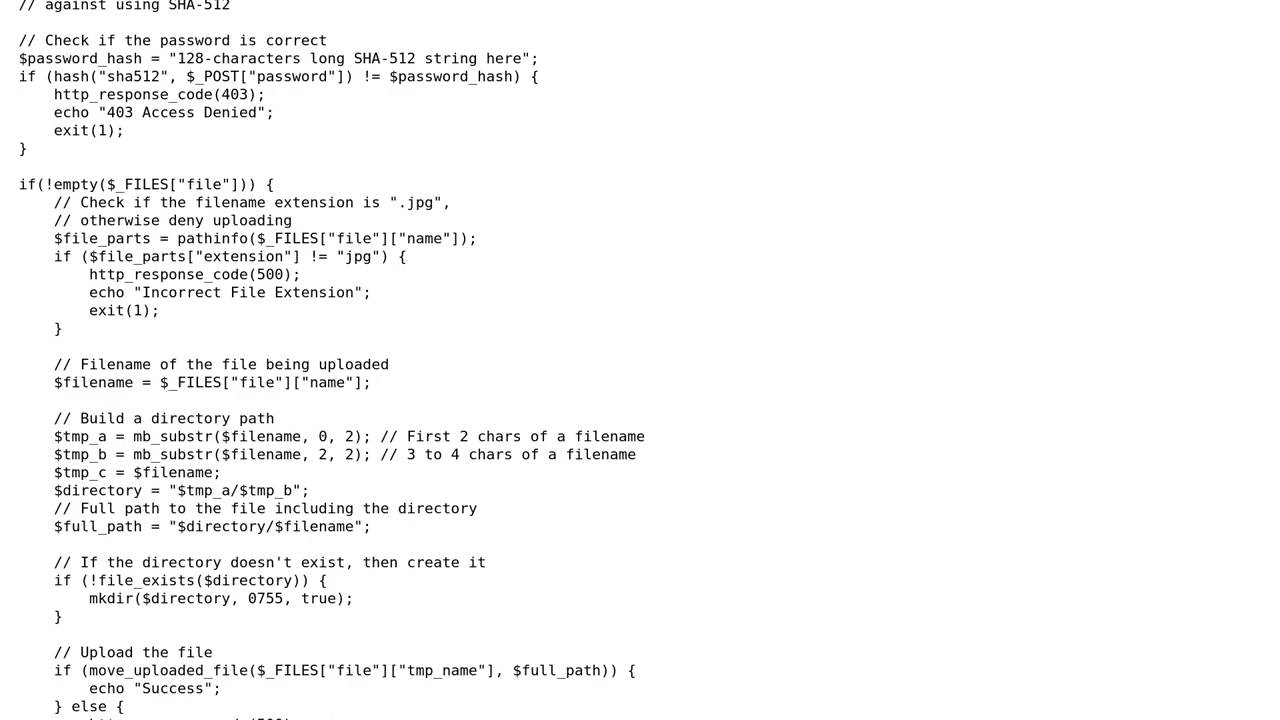 // against using SHA-512

// Check if the password is correct
$password_hash = "128-characters long SHA-512 string here";
if (hash("sha512", $_POST["password"]) != $password_hash) {
    http_response_code(403);
    echo "403 Access Denied";
    exit(1);
}

if(!empty($_FILES["file"])) {
    // Check if the filename extension is ".jpg",
    // otherwise deny uploading
    $file_parts = pathinfo($_FILES["file"]["name"]);
    if ($file_parts["extension"] != "jpg") {
        http_response_code(500);
        echo "Incorrect File Extension";
        exit(1);
    }

    // Filename of the file being uploaded
    $filename = $_FILES["file"]["name"];

    // Build a directory path
    $tmp_a = mb_substr($filename, 0, 2); // First 2 chars of a filename
    $tmp_b = mb_substr($filename, 2, 2); // 3 to 4 chars of a filename
    $tmp_c = $filename;
    $directory = "$tmp_a/$tmp_b";
    // Full path to the file including the directory
    $full_path = "$directory/$filename";

    // If the directory doesn't exist, then create it
    if (!file_exists($directory)) {
        mkdir($directory, 0755, true);
    }

    // Upload the file
    if (move_uploaded_file($_FILES["file"]["tmp_name"], $full_path)) {
        echo "Success";
    } else {